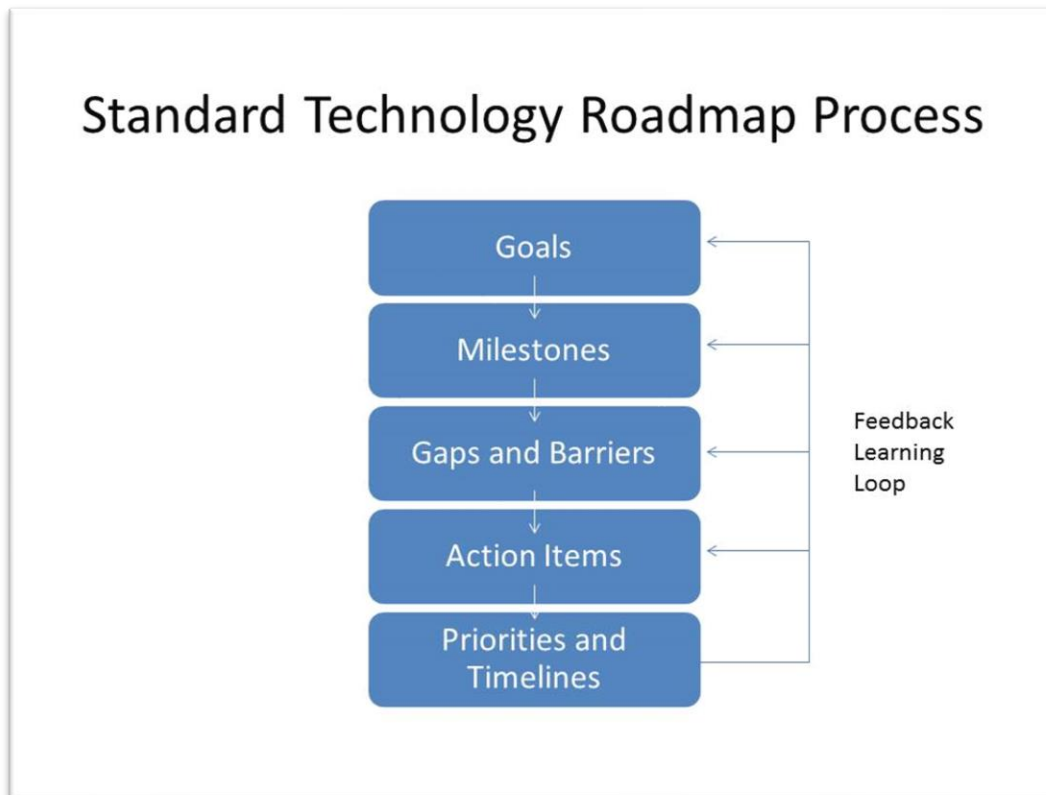 Standard Technology Roadmap Process
Goals
Milestones
Gaps and Barriers
Action Items
Priorities and
Timelines
Feedback
Learning
Loop